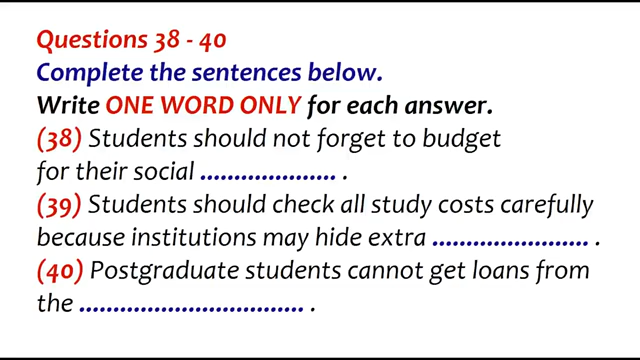 Questions 38 - 40
Complete the sentences below.
Write ONE WORD ONLY for each answer.
(38) Students should not forget to budget
for their social ..................... .
(39) Students should check all study costs carefully
because institutions may hide extra ........................ .
(40) Postgraduate students cannot get loans from
the .................................. .